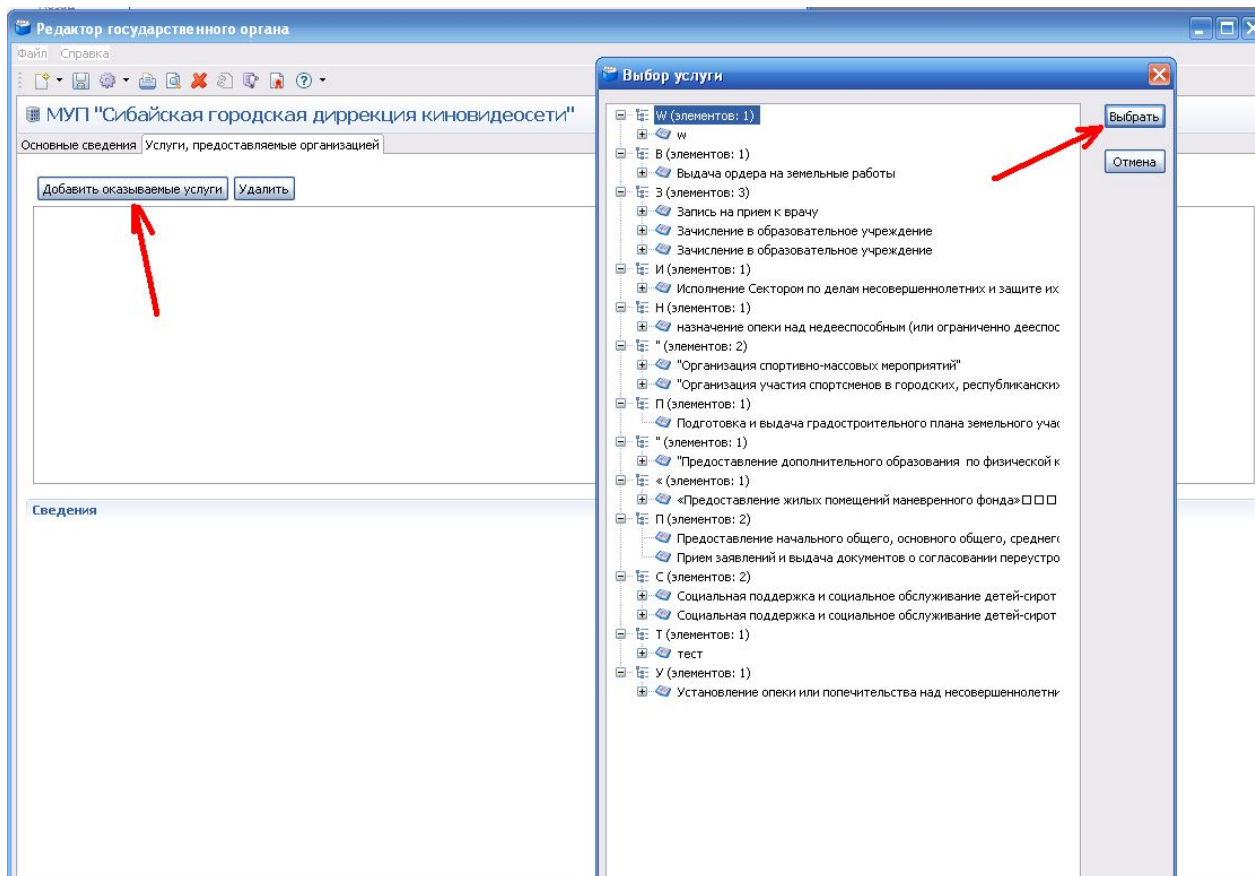 Редактор государственного органа
Файл Справка
МУП "Сибайская городская диррекция киновидеосети"
Основные сведения Услуги, предоставляемые организацией
Добавить оказываемые услуги Удалить
Сведения
Выбор услуги
W (элементов: 1)
w
В (элементов: 1)
Выдача ордера на земельные работы
З (элементов: 3)
Запись на прием к врачу
Зачисление в образовательное учреждение
Зачисление в образовательное учреждение
И (элементов: 1)
Исполнение Сектором по делам несовершеннолетних и защите их
Н (элементов: 1)
назначение опеки над недееспособным (или ограниченно дееспос
" (элементов: 2)
"Организация спортивно-массовых мероприятий"
"Организация участия спортсменов в городских, республиканских
П (элементов: 1)
Подготовка и выдача градостроительного плана земельного учас
" (элементов: 1)
"Предоставление дополнительного образования по физической к
« (элементов: 1)
«Предоставление жилых помещений маневренного фонда»□□□
П (элементов: 2)
Предоставление начального общего, основного общего, среднего
Прием заявлений и выдача документов о согласовании переустро
С (элементов: 2)
Социальная поддержка и социальное обслуживание детей-сирот
Социальная поддержка и социальное обслуживание детей-сирот
Т (элементов: 1)
тест
У (элементов: 1)
Установление опеки или попечительства над несовершеннолетни
Выбрать
Отмена